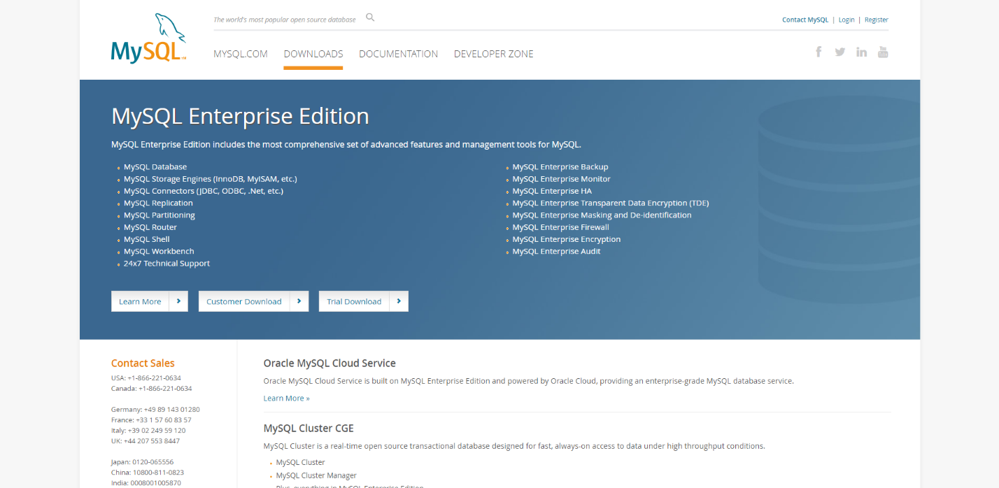 The world's most popular open source database
Contact MySQL | Login | Register
MySQL.com
MYSQL.COM DOWNLOADS DOCUMENTATION DEVELOPER ZONE
MySQL Enterprise Edition
MySQL Enterprise Edition includes the most comprehensive set of advanced features and management tools for MySQL.
MySQL Database
MySQL Storage Engines (InnoDB, MyISAM, etc.)
MySQL Connectors (JDBC, ODBC, .Net, etc.)
MySQL Replication
MySQL Partitioning
MySQL Router
MySQL Shell
MySQL Workbench
24x7 Technical Support
MySQL Enterprise Backup
MySQL Enterprise Monitor
MySQL Enterprise HA
MySQL Enterprise Transparent Data Encryption (TDE)
MySQL Enterprise Masking and De-identification
MySQL Enterprise Firewall
MySQL Enterprise Encryption
MySQL Enterprise Audit
Learn More Customer Download Trial Download
Contact Sales
USA: +1-866-221-0634
Canada: +1-866-221-0634
Germany: +49 89 143 01280
France: +33 1 57 60 83 57
Italy: +39 02 249 59 120
UK: +44 207 553 8447
Japan: 0120-065556
China: 10800-811-0823
India: 0008001005870
Oracle MySQL Cloud Service
Oracle MySQL Cloud Service is built on MySQL Enterprise Edition and powered by Oracle Cloud, providing an enterprise-grade MySQL database service.
Learn More »
MySQL Cluster CGE
MySQL Cluster is a real-time open source transactional database designed for fast, always-on access to data under high throughput conditions.
MySQL Cluster
MySQL Cluster Manager
Plus, everything in MySQL Enterprise Edition